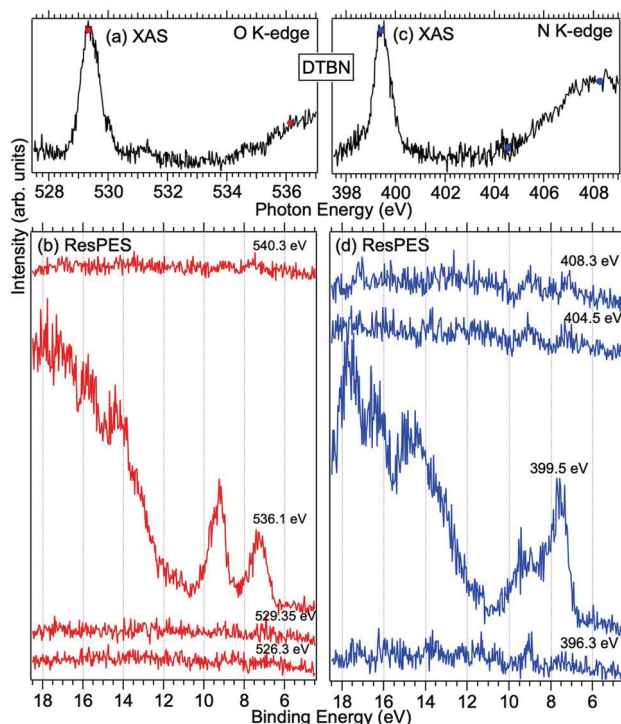 (a) XAS O K-edge
(c) XAS N K-edge
DTBN
528 530 532 534 536
398 400 402 404 406 408
Photon Energy (eV)
Intensity (arb. units)
(b) ResPES
540.3 eV
536.1 eV
529.35 eV
526.3 eV
18 16 14 12 10 8 6
(d) ResPES
408.3 eV
404.5 eV
399.5 eV
396.3 eV
18 16 14 12 10 8 6
Binding Energy (eV)